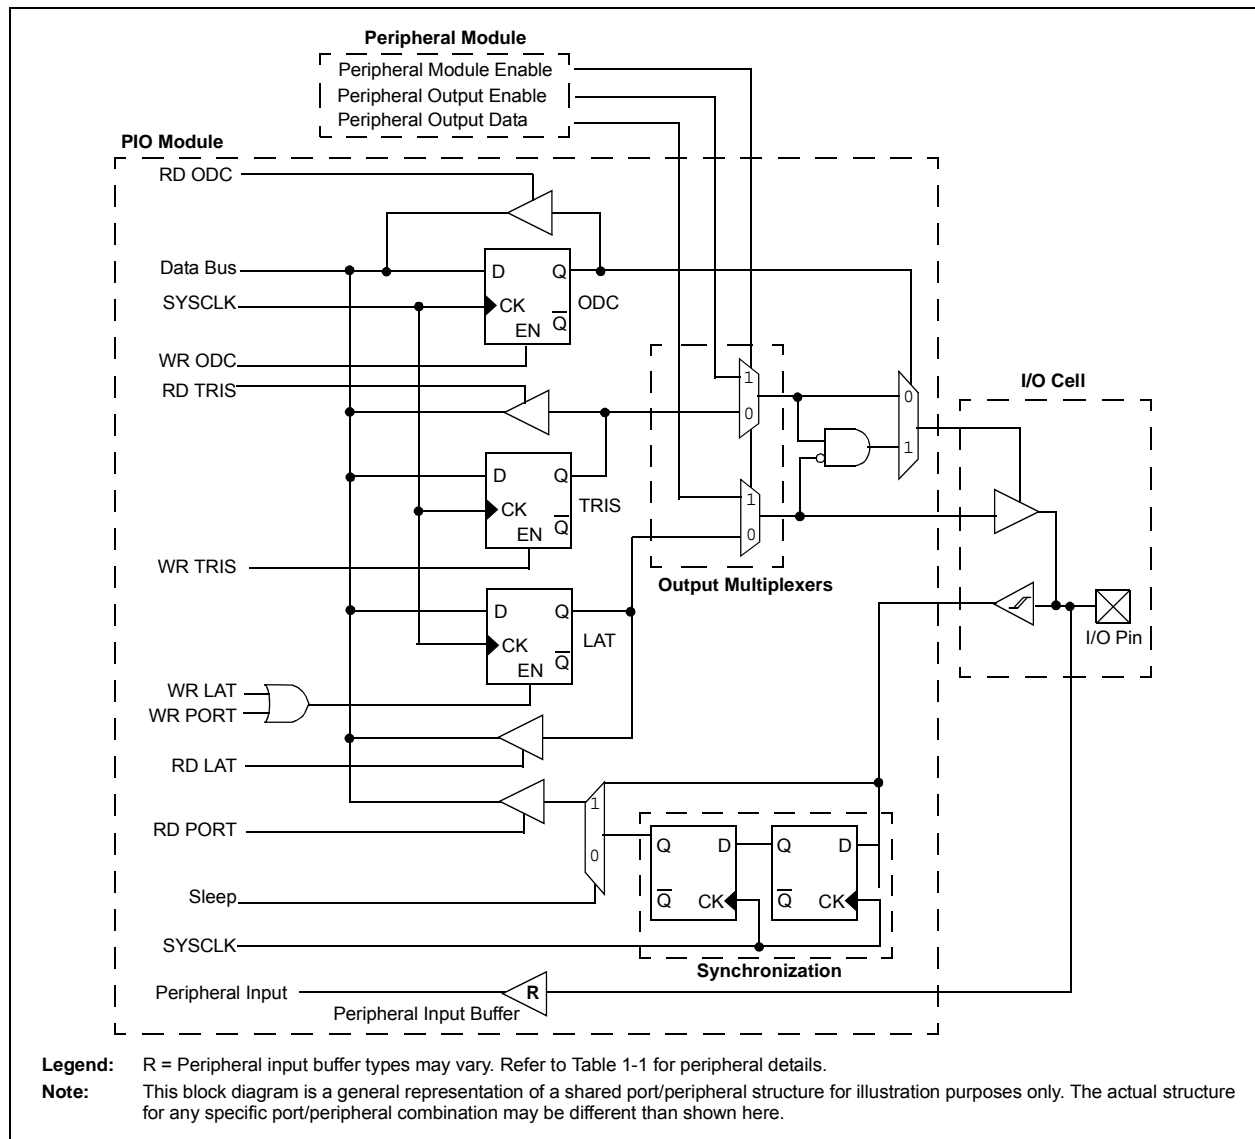 Peripheral Module
Peripheral Module Enable
Peripheral Output Enable
Peripheral Output Data
PIO Module
RD ODC
Data Bus
D
Q
SYSCLK
CK
ODC
EN
Q
WR ODC
RD TRIS
1
0
I/O Cell
0
1
D
Q
CK
TRIS
EN
Q
1
0
WR TRIS
Output Multiplexers
D
Q
CK
LAT
EN
Q
I/O Pin
WR LAT
WR PORT
RD LAT
1
RD PORT
0
Q
D
Q
D
Sleep
Q
CK
Q
CK
SYSCLK
Synchronization
Peripheral Input
R
Peripheral Input Buffer
Legend: R = Peripheral input buffer types may vary. Refer to Table 1-1 for peripheral details.
Note: This block diagram is a general representation of a shared port/peripheral structure for illustration purposes only. The actual structure
for any specific port/peripheral combination may be different than shown here.